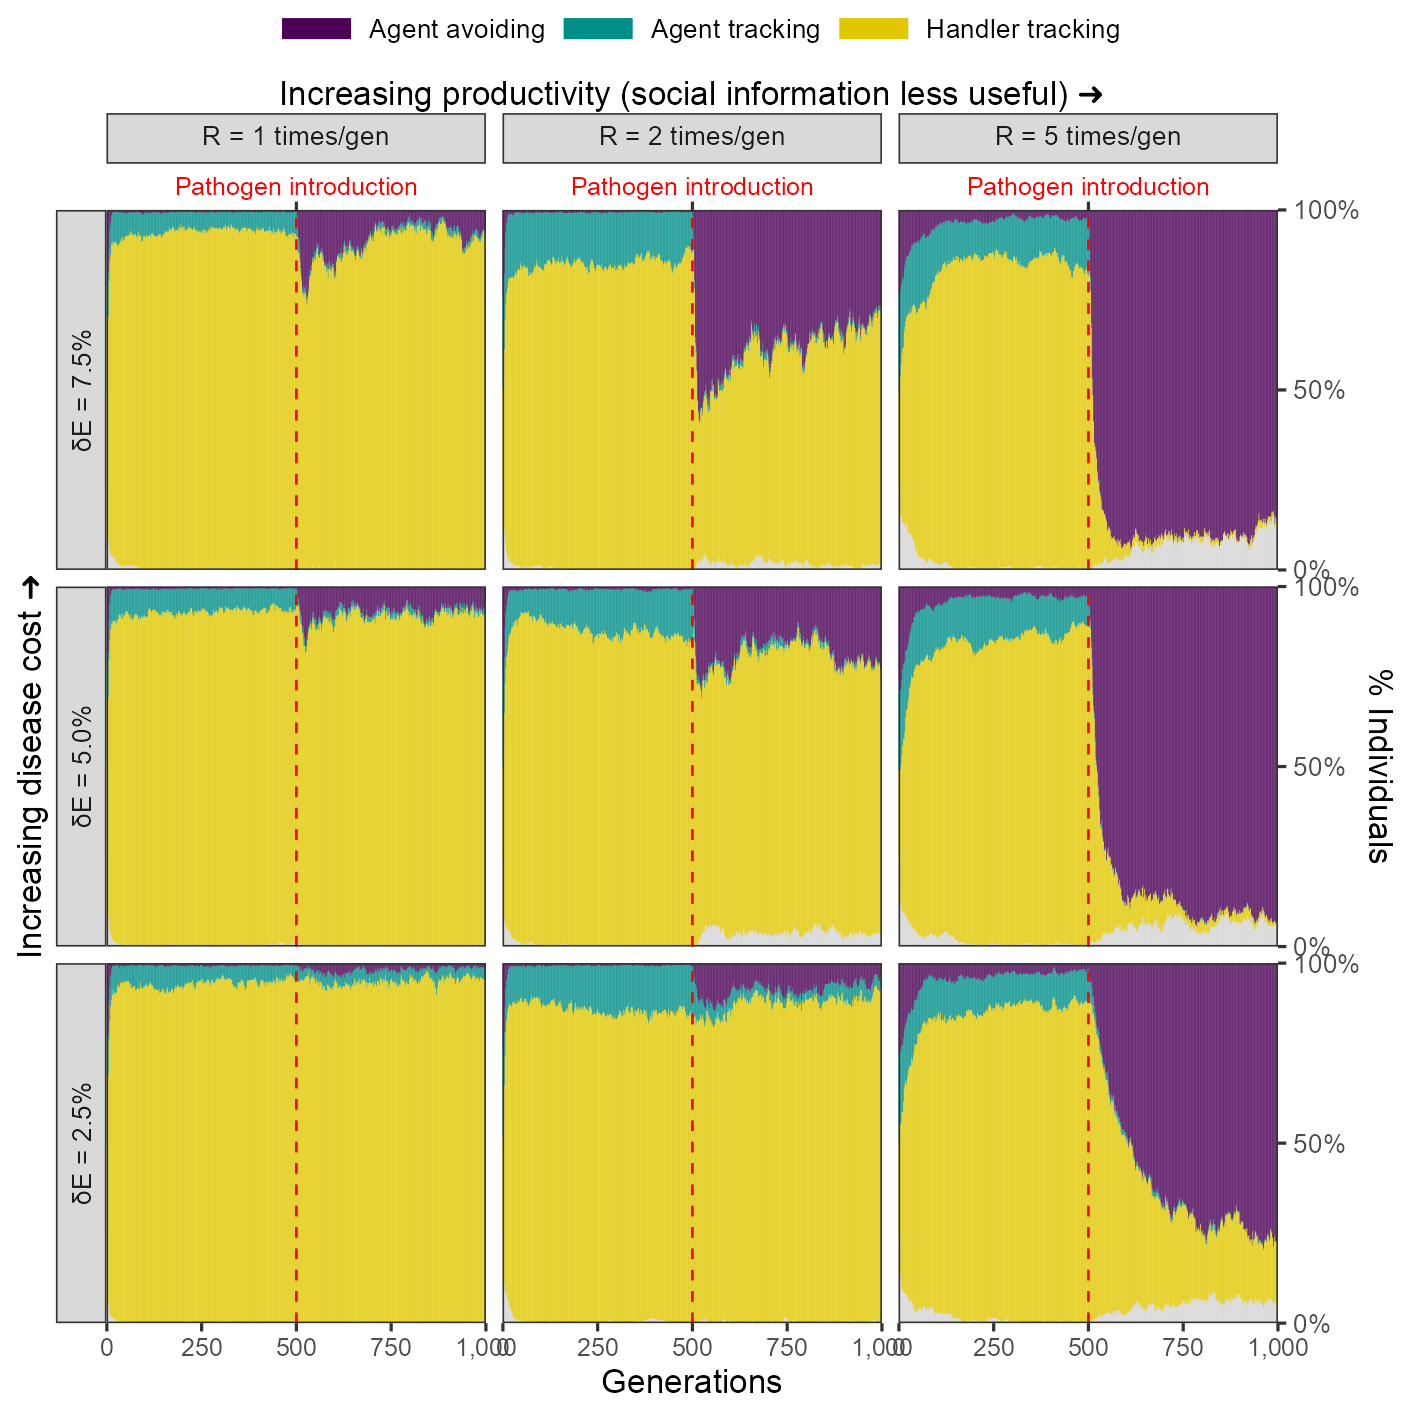 Agent avoiding Agent tracking Handler tracking
Increasing productivity (social information less useful) ➔
R = 1 times/gen R = 2 times/gen R = 5 times/gen
Pathogen introduction Pathogen introduction Pathogen introduction
Increasing disease cost ➔
δE = 7.5%
100%
50%
0%
δE = 5.0%
100%
50%
0%
δE = 2.5%
100%
50%
0%
% Individuals
0 250 500 750 1,000 0 250 500 750 1,000 0 250 500 750 1,000
Generations